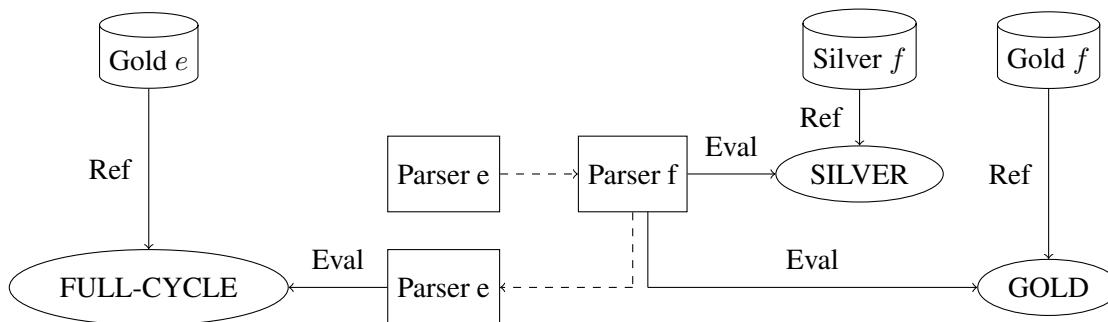 Gold e
Silver f
Gold f
Ref
Ref
Ref
Parser e
Parser f
Eval
SILVER
FULL-CYCLE
Eval
Parser e
Eval
GOLD